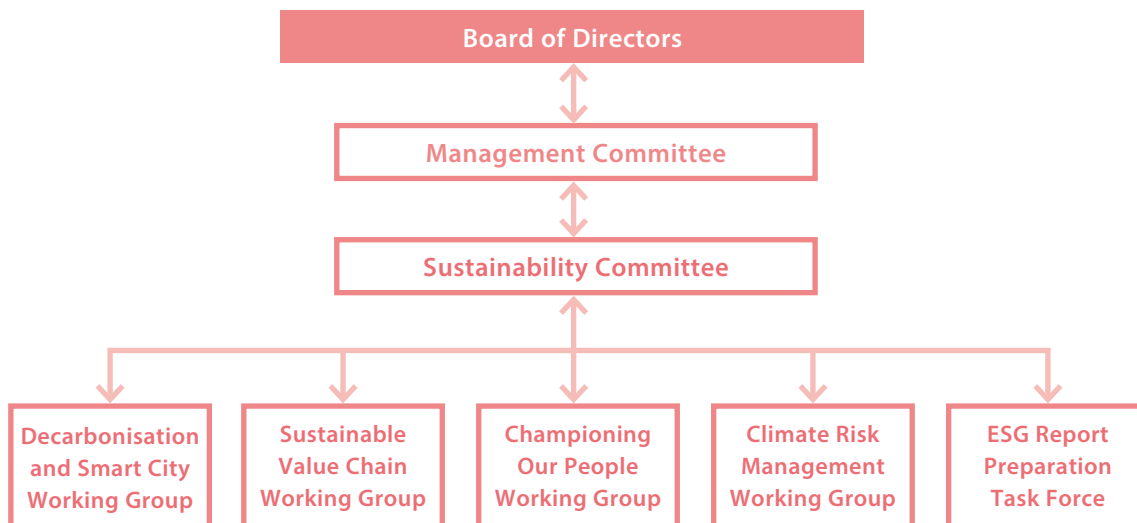 Board of Directors
Management Committee
Sustainability Committee
Decarbonisation
and Smart City
Working Group
Sustainable
Value Chain
Working Group
Championing
Our People
Working Group
Climate Risk
Management
Working Group
ESG Report
Preparation
Task Force